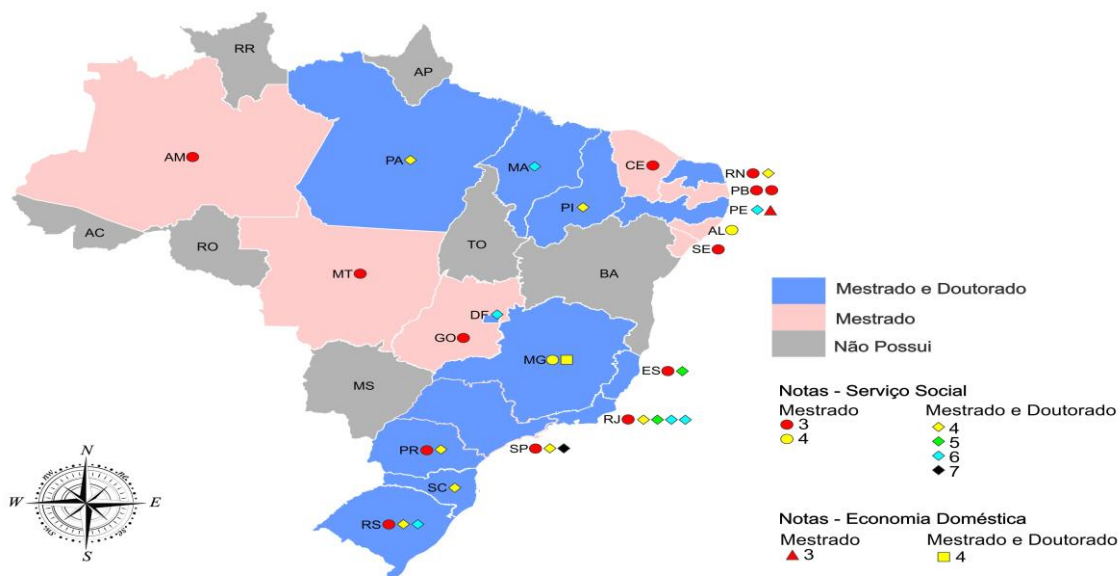 RR
AP
AM
PA
MA
CE
RN
PB
PI
PE
AL
SE
AC
RO
TO
BA
MT
DF
GO
MG
MS
ES
RJ
PR
SP
SC
RS
N
W
E
S
Mestrado e Doutorado
Mestrado
Não Possui
Notas - Serviço Social
Mestrado
3
4
Mestrado e Doutorado
4
5
6
7
Notas - Economia Doméstica
Mestrado
3
Mestrado e Doutorado
4